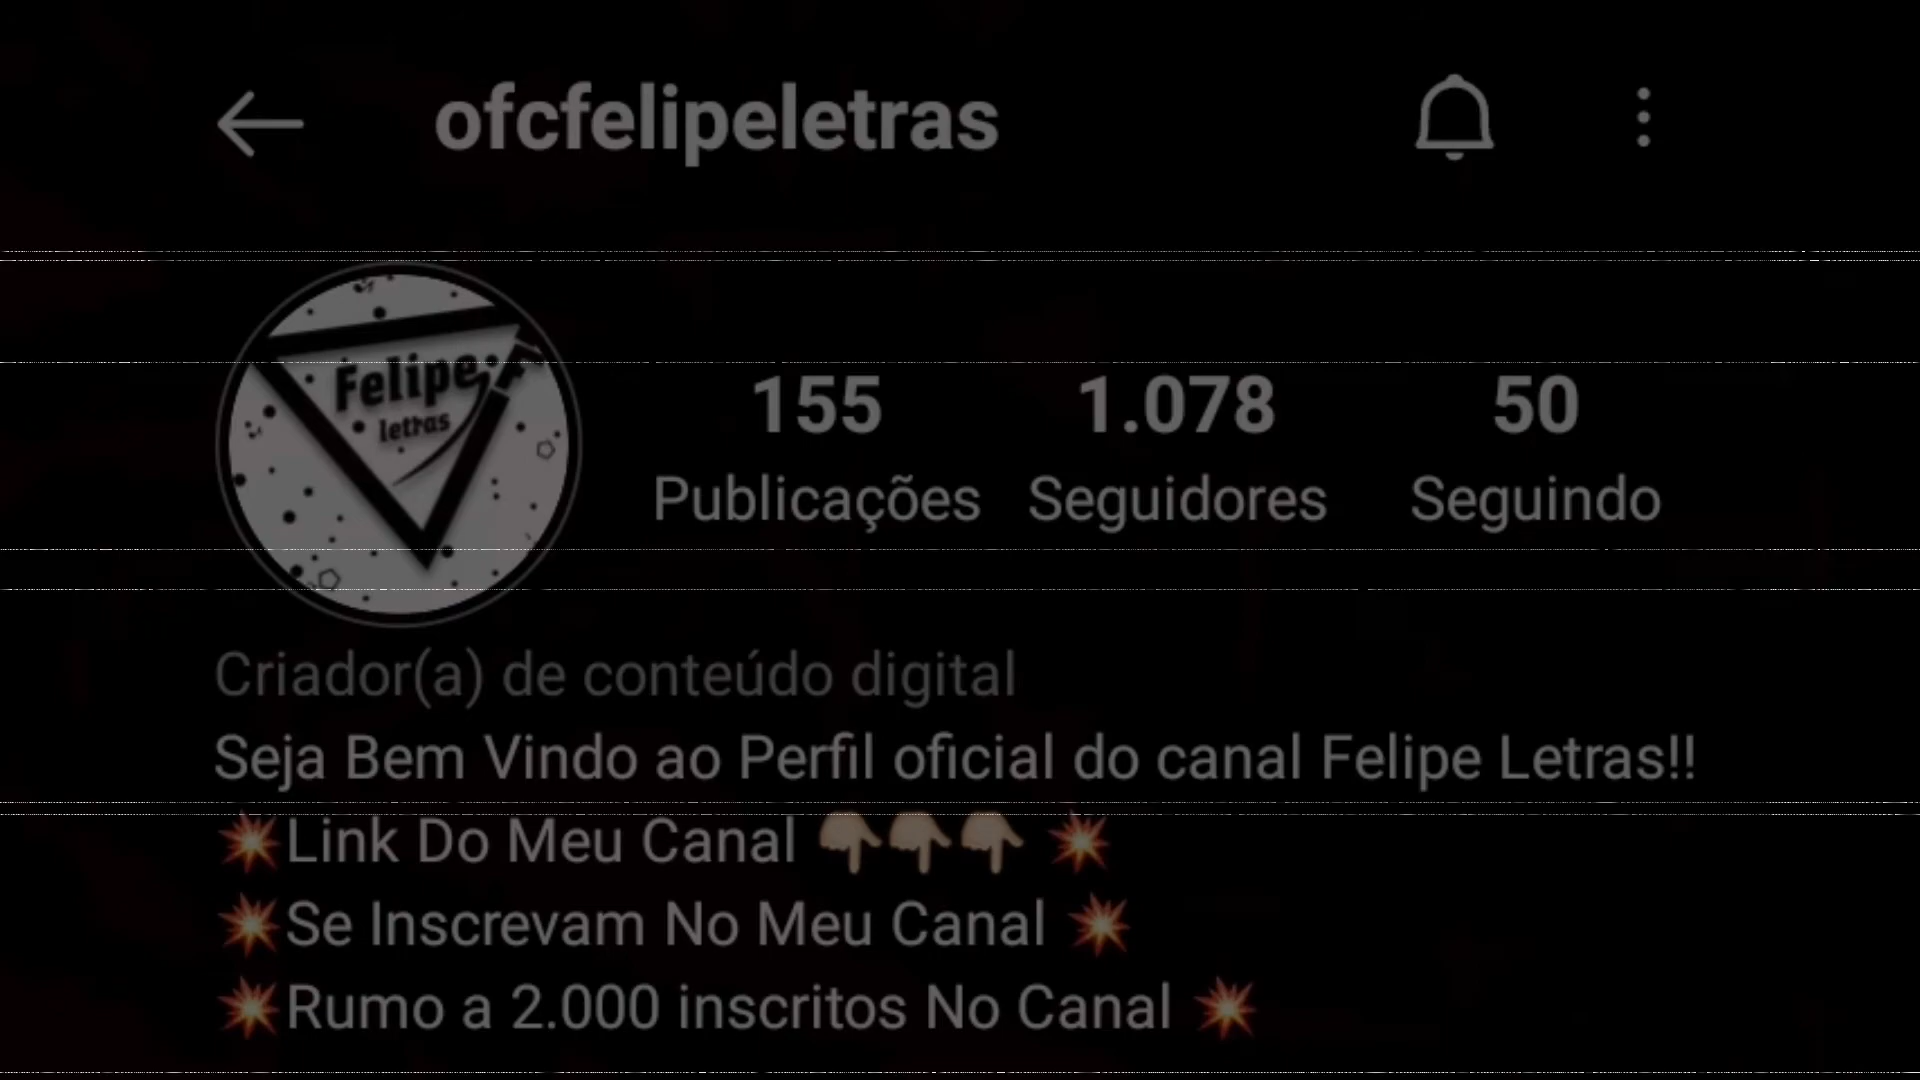 ofcfelipeletras
Felipe
letras
155 1.078 50
Publicações Seguidores Seguindo
Criador(a) de conteúdo digital
Seja Bem Vindo ao Perfil oficial do canal Felipe Letras!!
💥Link Do Meu Canal 👇🏼👇🏼👇🏼 💥
💥Se Inscrevam No Meu Canal 💥
💥Rumo a 2.000 inscritos No Canal 💥